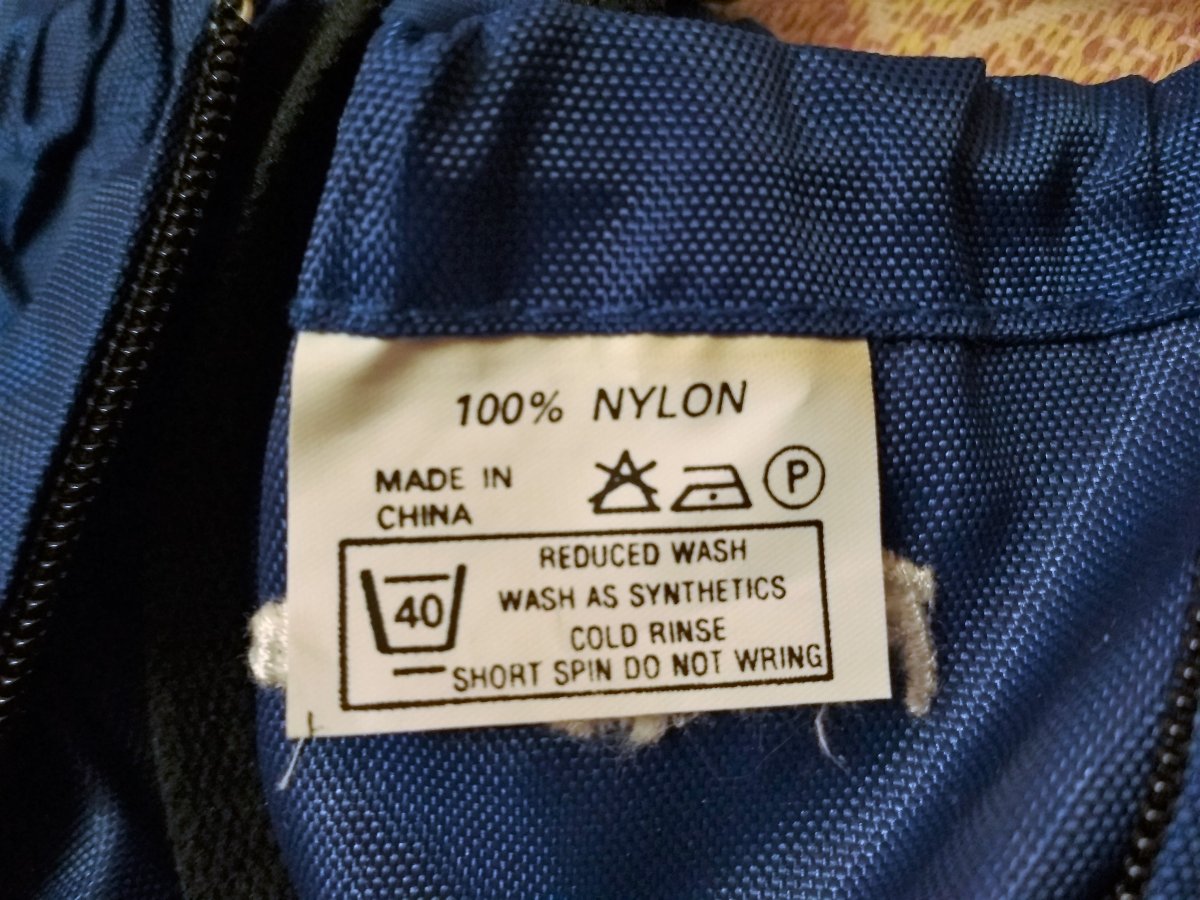 100% NYLON
MADE IN
CHINA
P
REDUCED WASH
40
WASH AS SYNTHETICS
COLD RINSE
SHORT SPIN DO NOT WRING